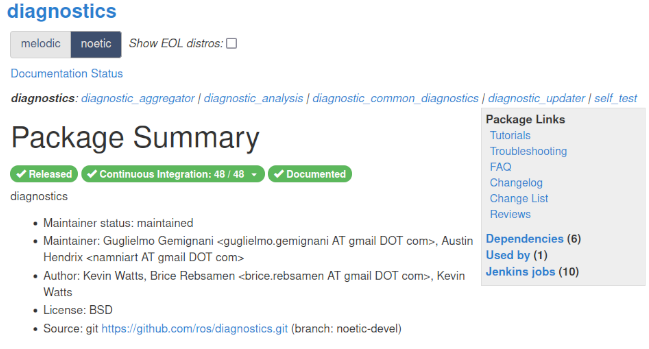 diagnostics
melodic noetic Show EOL distros:
Documentation Status
diagnostics: diagnostic_aggregator | diagnostic_analysis | diagnostic_common_diagnostics | diagnostic_updater | self_test
Package Summary
Released Continuous Integration: 48 / 48 Documented
diagnostics
Maintainer status: maintained
Maintainer: Guglielmo Gemignani <guglielmo.gemignani AT gmail DOT com>, Austin
Hendrix <namniart AT gmail DOT com>
Author: Kevin Watts, Brice Rebsamen <brice.rebsamen AT gmail DOT com>, Kevin
Watts
License: BSD
Source: git https://github.com/ros/diagnostics.git (branch: noetic-devel)
Package Links
Tutorials
Troubleshooting
FAQ
Changelog
Change List
Reviews
Dependencies (6)
Used by (1)
Jenkins jobs (10)